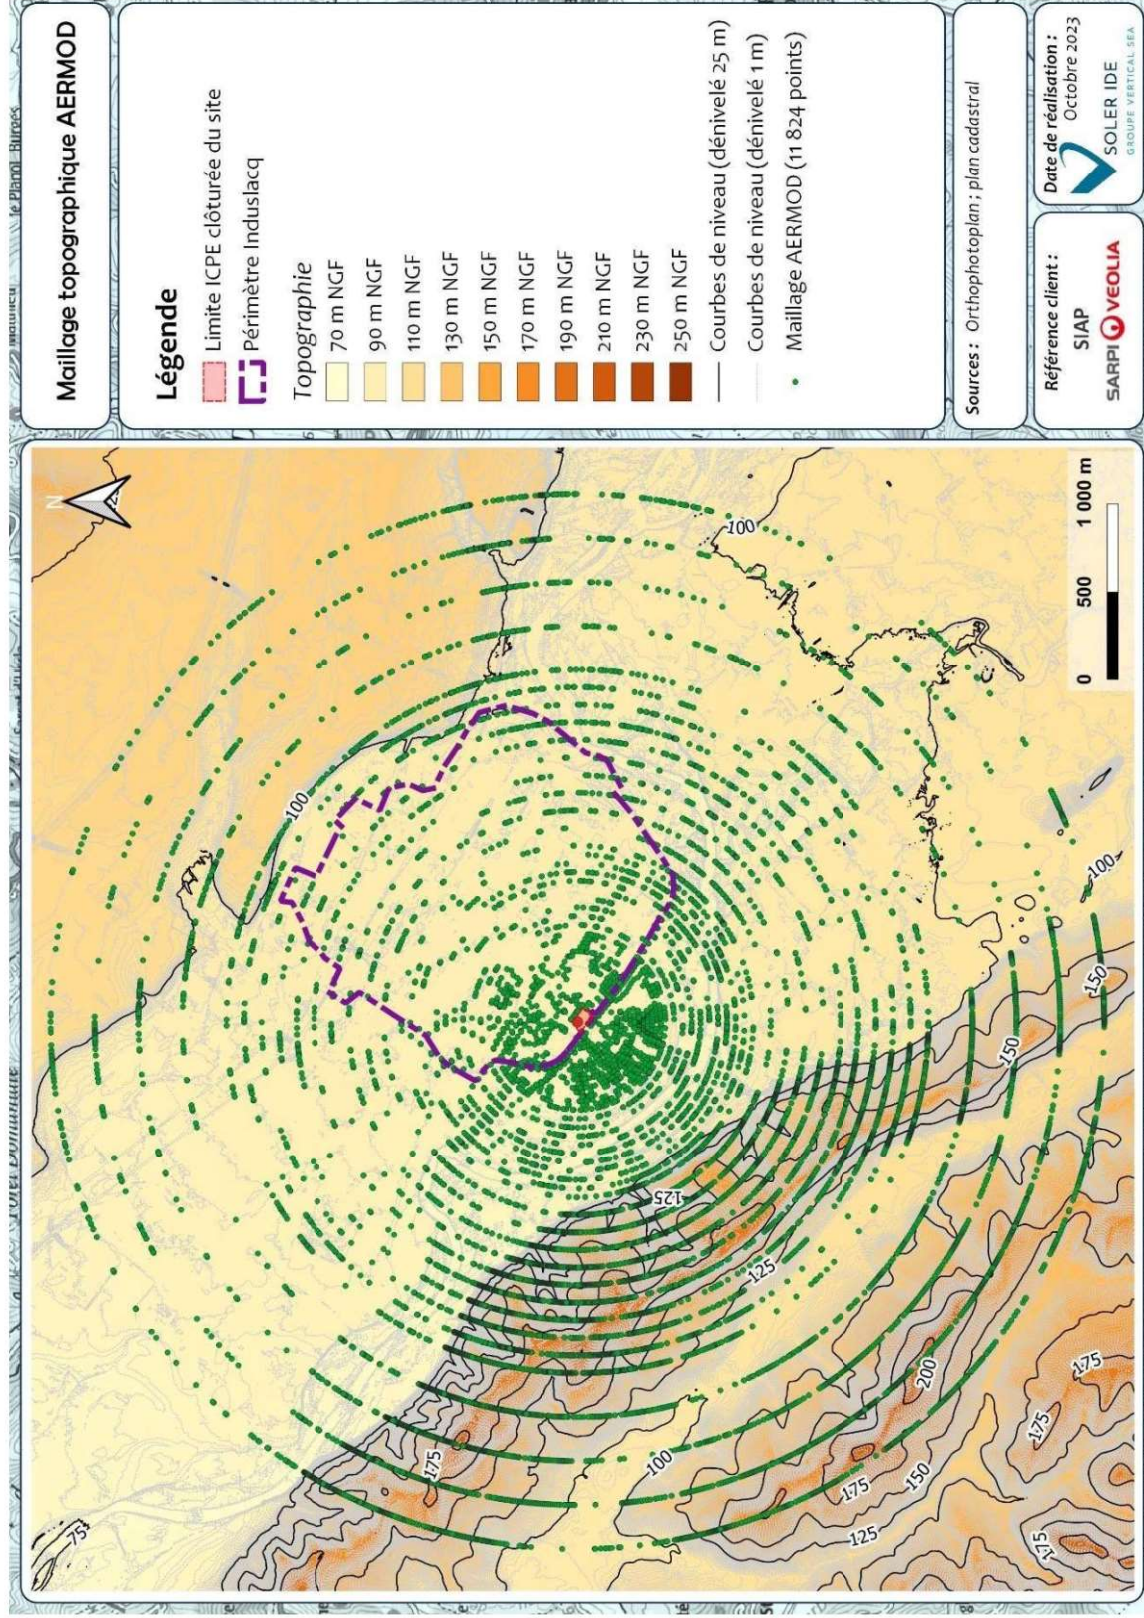 Maillage topographique AERMOD
Légende
Limite ICPE clôturée du site
Périmètre Induslacq
Topographie
70 m NGF
90 m NGF
110 m NGF
130 m NGF
150 m NGF
170 m NGF
190 m NGF
210 m NGF
230 m NGF
250 m NGF
Courbes de niveau (dénivelé 25 m)
Courbes de niveau (dénivelé 1 m)
Maillage AERMOD (11 824 points)
Sources : Orthophotoplan ; plan cadastral
Référence client :
SIAP
SARPI VEOLIA
Date de réalisation :
Octobre 2023
SOLER IDE
GROUPE VERTICAL SEA
N
75
100
100
125
125
175
100
175
150
125
200
175
175
175
150
150
100
0
500
1 000 m